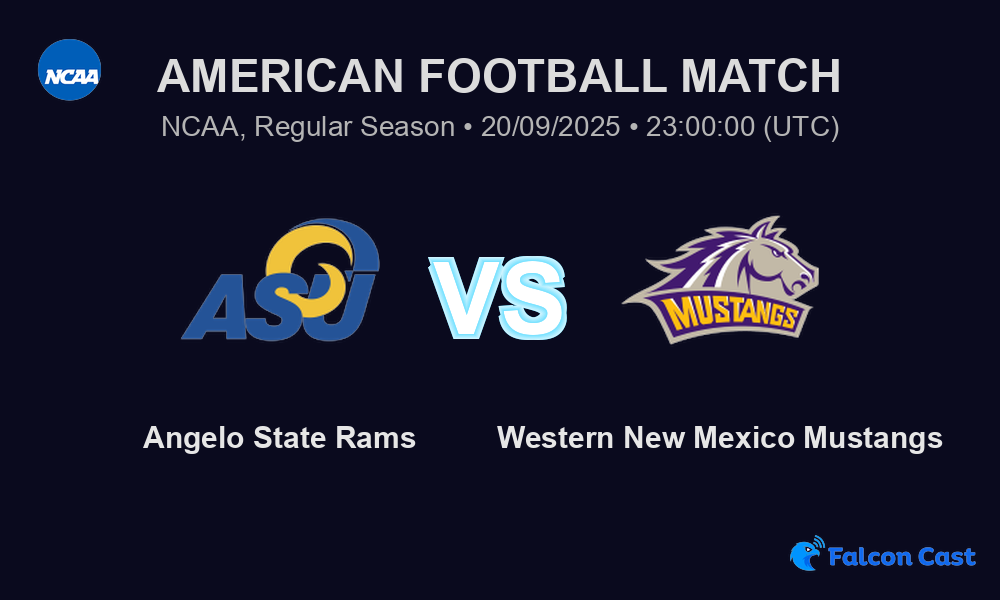 NCAA
AMERICAN FOOTBALL MATCH
NCAA, Regular Season • 20/09/2025 • 23:00:00 (UTC)
ASU
VS
MUSTANGS
Angelo State Rams
Western New Mexico Mustangs
Falcon Cast